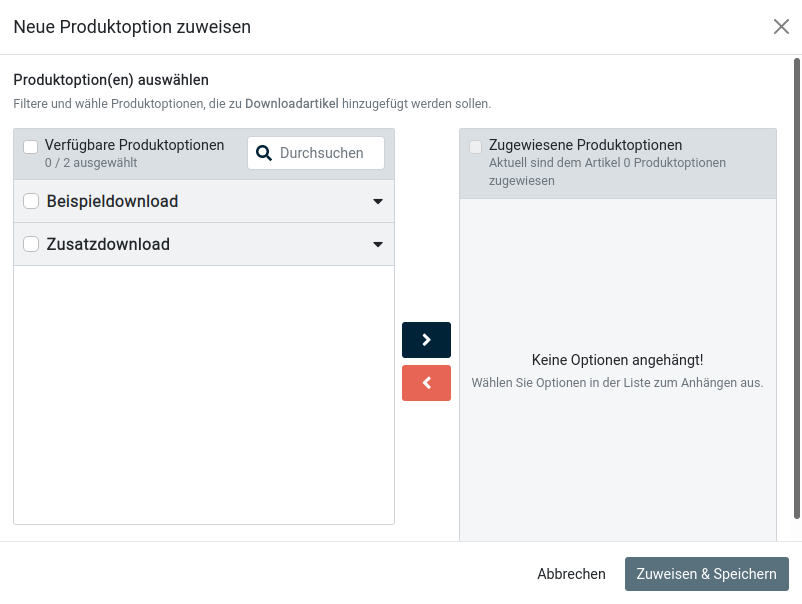 Neue Produktoption zuweisen
Produktoption(en) auswählen
Filtere und wähle Produktoptionen, die zu Downloadartikel hinzugefügt werden sollen.
Verfügbare Produktoptionen
0 / 2 ausgewählt
Durchsuchen
Beispieldownload
Zusatzdownload
Zugewiesene Produktoptionen
Aktuell sind dem Artikel 0 Produktoptionen
zugewiesen
Keine Optionen angehängt!
Wählen Sie Optionen in der Liste zum Anhängen aus.
Abbrechen
Zuweisen & Speichern